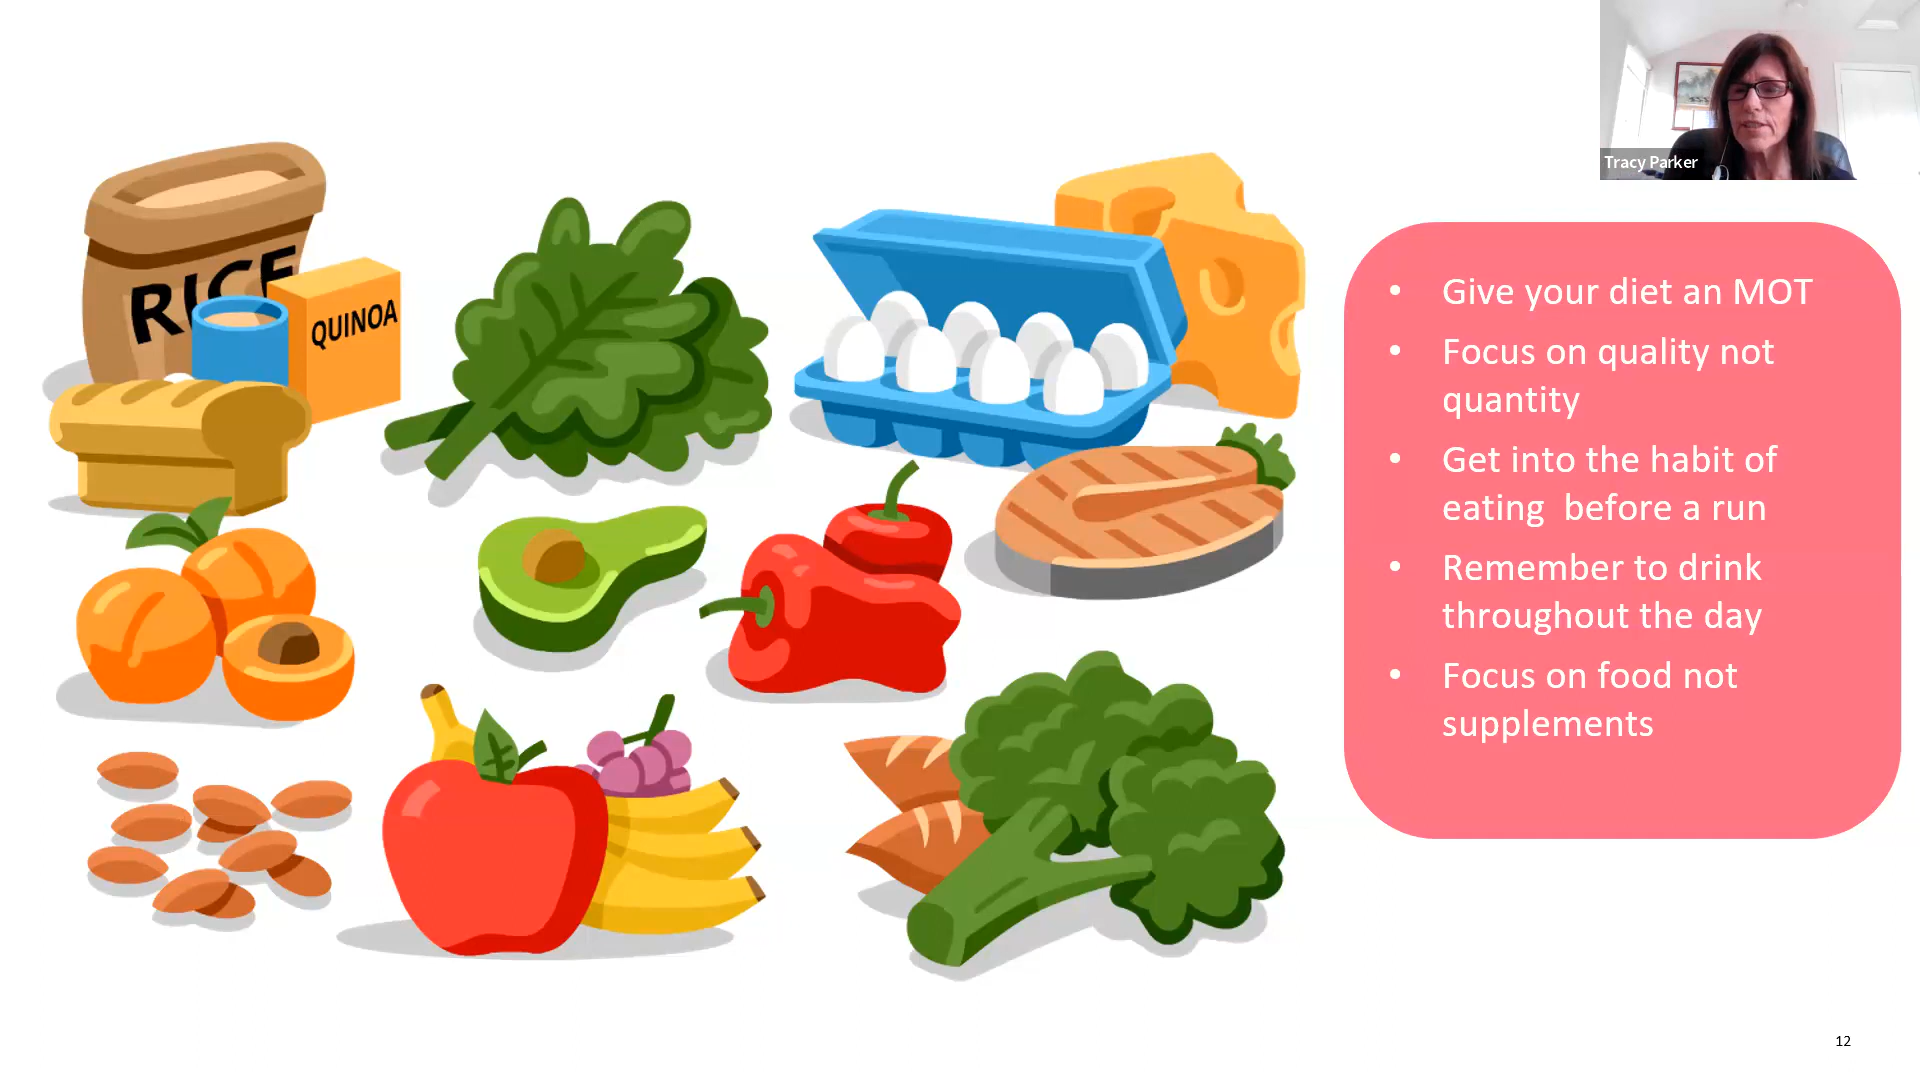 Tracy Parker
RICE
QUINOA
• Give your diet an MOT
• Focus on quality not
quantity
• Get into the habit of
eating  before a run
• Remember to drink
throughout the day
• Focus on food not
supplements
12